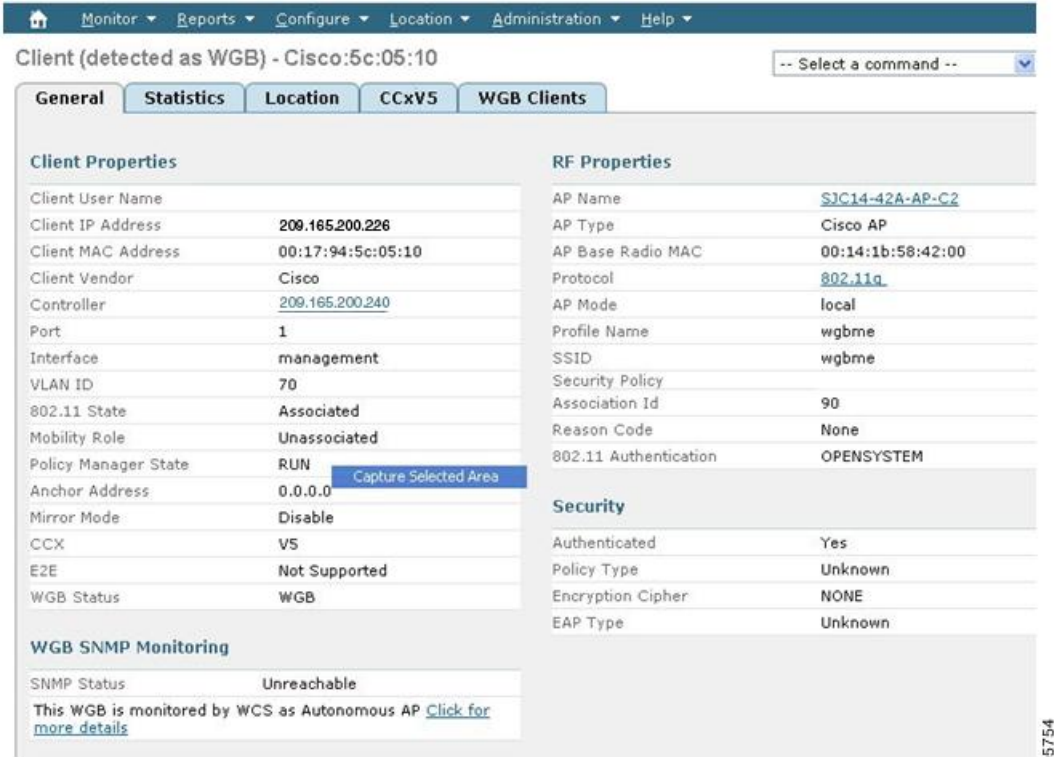 Monitor Reports Configure Location Administration Help
Client (detected as WGB) - Cisco:5c:05:10
-- Select a command --
General Statistics Location CCxV5 WGB Clients
Client Properties
Client User Name
Client IP Address 209.165.200.226
Client MAC Address 00:17:94:5c:05:10
Client Vendor Cisco
Controller 209.165.200.240
Port 1
Interface management
VLAN ID 70
802.11 State Associated
Mobility Role Unassociated
Policy Manager State RUN
Capture Selected Area
Anchor Address 0.0.0.0
Mirror Mode Disable
CCX V5
E2E Not Supported
WGB Status WGB
WGB SNMP Monitoring
SNMP Status Unreachable
This WGB is monitored by WCS as Autonomous AP Click for
more details
RF Properties
AP Name SJC14-42A-AP-C2
AP Type Cisco AP
AP Base Radio MAC 00:14:1b:58:42:00
Protocol 802.11g
AP Mode local
Profile Name wgbme
SSID wgbme
Security Policy
Association Id 90
Reason Code None
802.11 Authentication OPENSYSTEM
Security
Authenticated Yes
Policy Type Unknown
Encryption Cipher NONE
EAP Type Unknown
5754